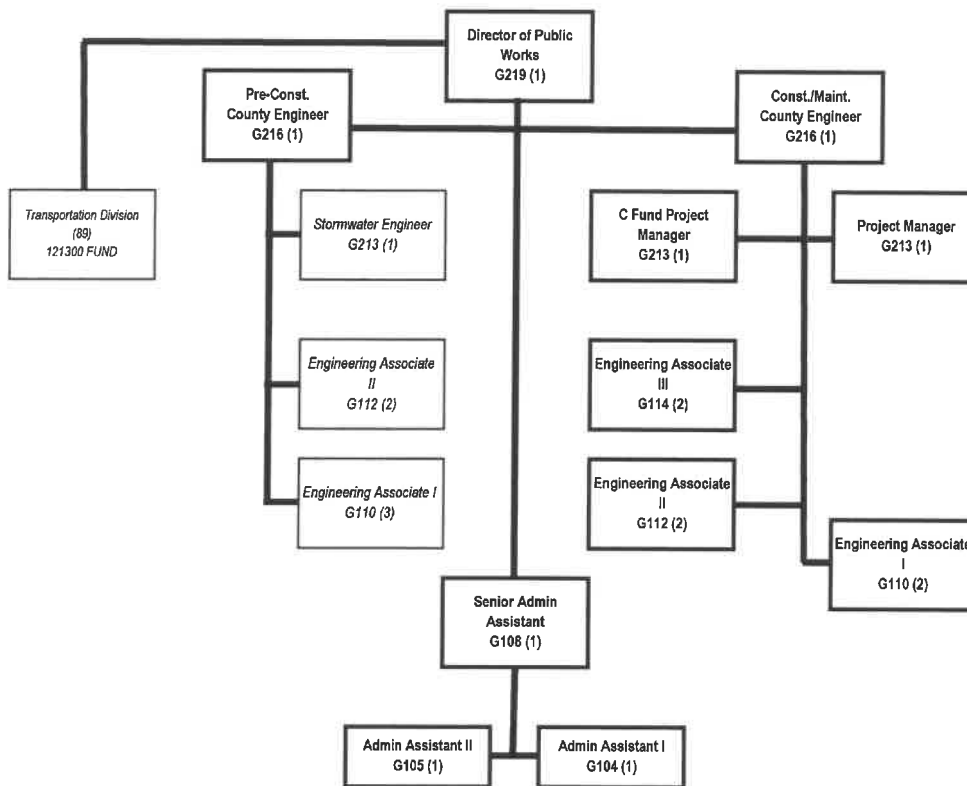 Director of Public
Works
G219 (1)
Pre-Const.
County Engineer
G216 (1)
Const./Maint.
County Engineer
G216 (1)
Transportation Division
(89)
121300 FUND
Stormwater Engineer
G213 (1)
C Fund Project
Manager
G213 (1)
Project Manager
G213 (1)
Engineering Associate
II
G112 (2)
Engineering Associate
III
G114 (2)
Engineering Associate I
G110 (3)
Engineering Associate
II
G112 (2)
Engineering Associate
I
G110 (2)
Senior Admin
Assistant
G108 (1)
Admin Assistant II
G105 (1)
Admin Assistant I
G104 (1)